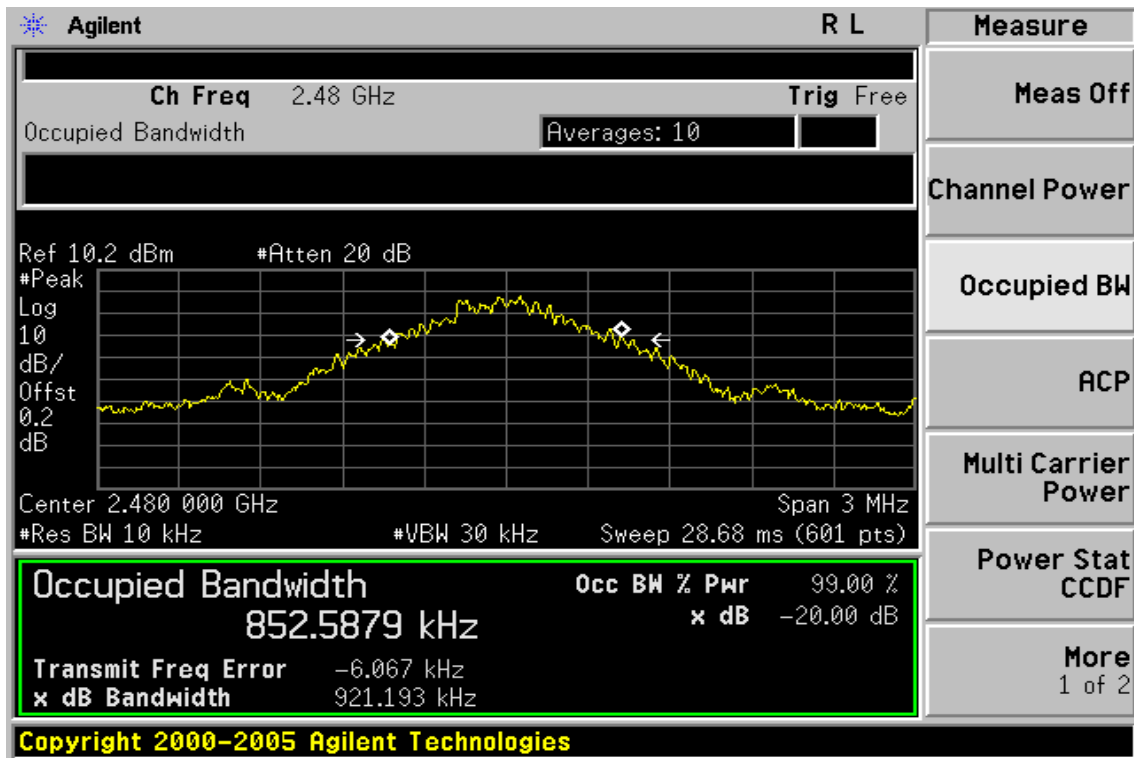 Agilent R L
Ch Freq 2.48 GHz Trig Free
Occupied Bandwidth Averages: 10
Ref 10.2 dBm #Atten 20 dB
#Peak
Log
10
dB/
Offst
0.2
dB
Center 2.480 000 GHz Span 3 MHz
#Res BW 10 kHz #VBW 30 kHz Sweep 28.68 ms (601 pts)
Occupied Bandwidth Occ BW % Pwr 99.00 %
852.5879 kHz x dB -20.00 dB
Transmit Freq Error -6.067 kHz
x dB Bandwidth 921.193 kHz
Copyright 2000-2005 Agilent Technologies
Measure
Meas Off
Channel Power
Occupied BW
ACP
Multi Carrier
Power
Power Stat
CCDF
More
1 of 2